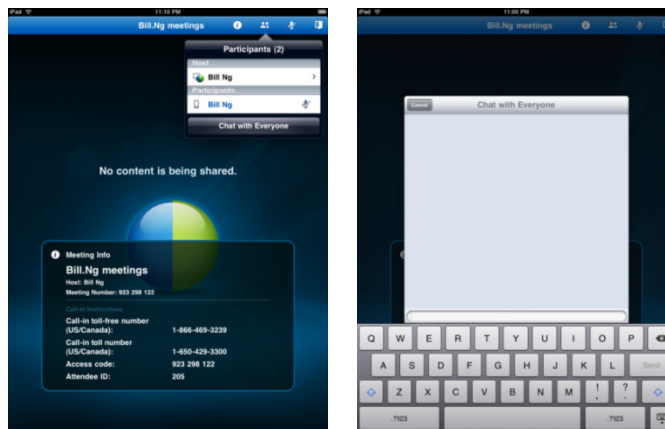 iPad 11:10 PM
Bill.Ng meetings
Participants (2)
Host
Bill Ng
Participants
Bill Ng
Chat with Everyone
No content is being shared.
Meeting Info
Bill.Ng meetings
Host: Bill Ng
Meeting Number: 923 298 122
Call-in Instructions
Call-in toll-free number
(US/Canada): 1-866-469-3239
Call-in toll number
(US/Canada): 1-650-429-3300
Access code: 923 298 122
Attendee ID: 205
iPad 11:00 PM
Bill.Ng meetings
Cancel Chat with Everyone
Q W E R T Y U I O P
A S D F G H J K L Send
Z X C V B N M ! , ? .
.?123 .?123